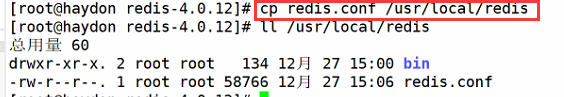 [root@haydon redis-4.0.12]# cp redis.conf /usr/local/redis
[root@haydon redis-4.0.12]# ll /usr/local/redis
总用量 60
drwxr-xr-x. 2 root root   134 12月 27 15:00 bin
-rw-r--r--. 1 root root 58766 12月 27 15:06 redis.conf
[root@haydon redis-4.0.12]#